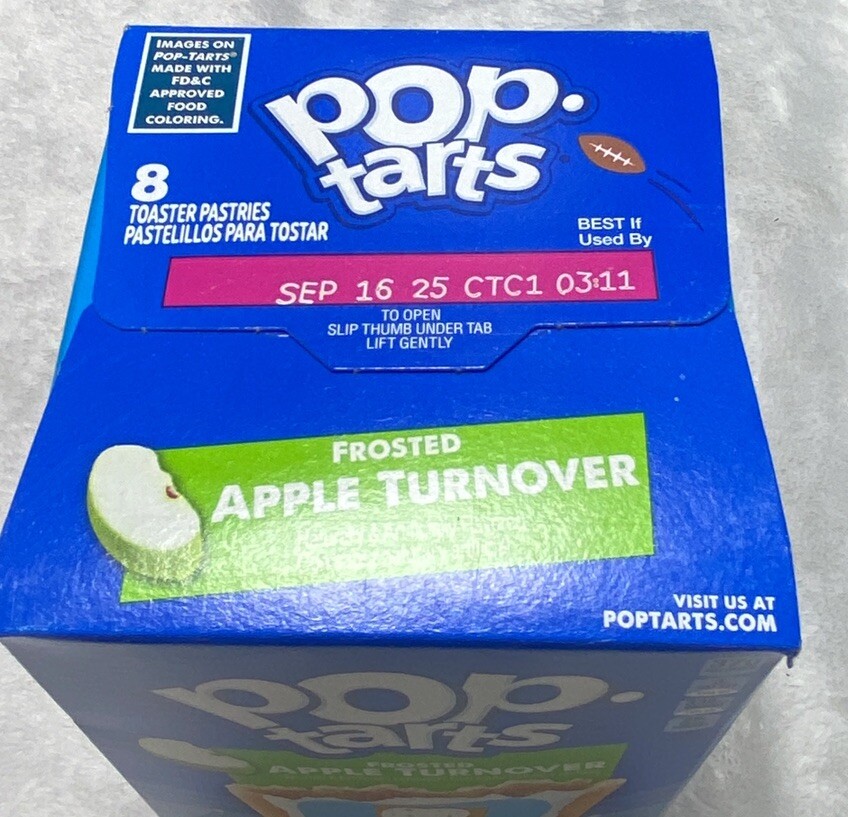 IMAGES ON
POP-TARTS®
MADE WITH
FD&C
APPROVED
FOOD
COLORING.
POP.
tarts
8
TOASTER PASTRIES
PASTELILLOS PARA TOSTAR
BEST If
Used By
SEP 16 25 CTC1 03:11
TO OPEN
SLIP THUMB UNDER TAB
LIFT GENTLY
FROSTED
APPLE TURNOVER
VISIT US AT
POPTARTS.COM
POP.
tarts
FROSTED
APPLE TURNOVER